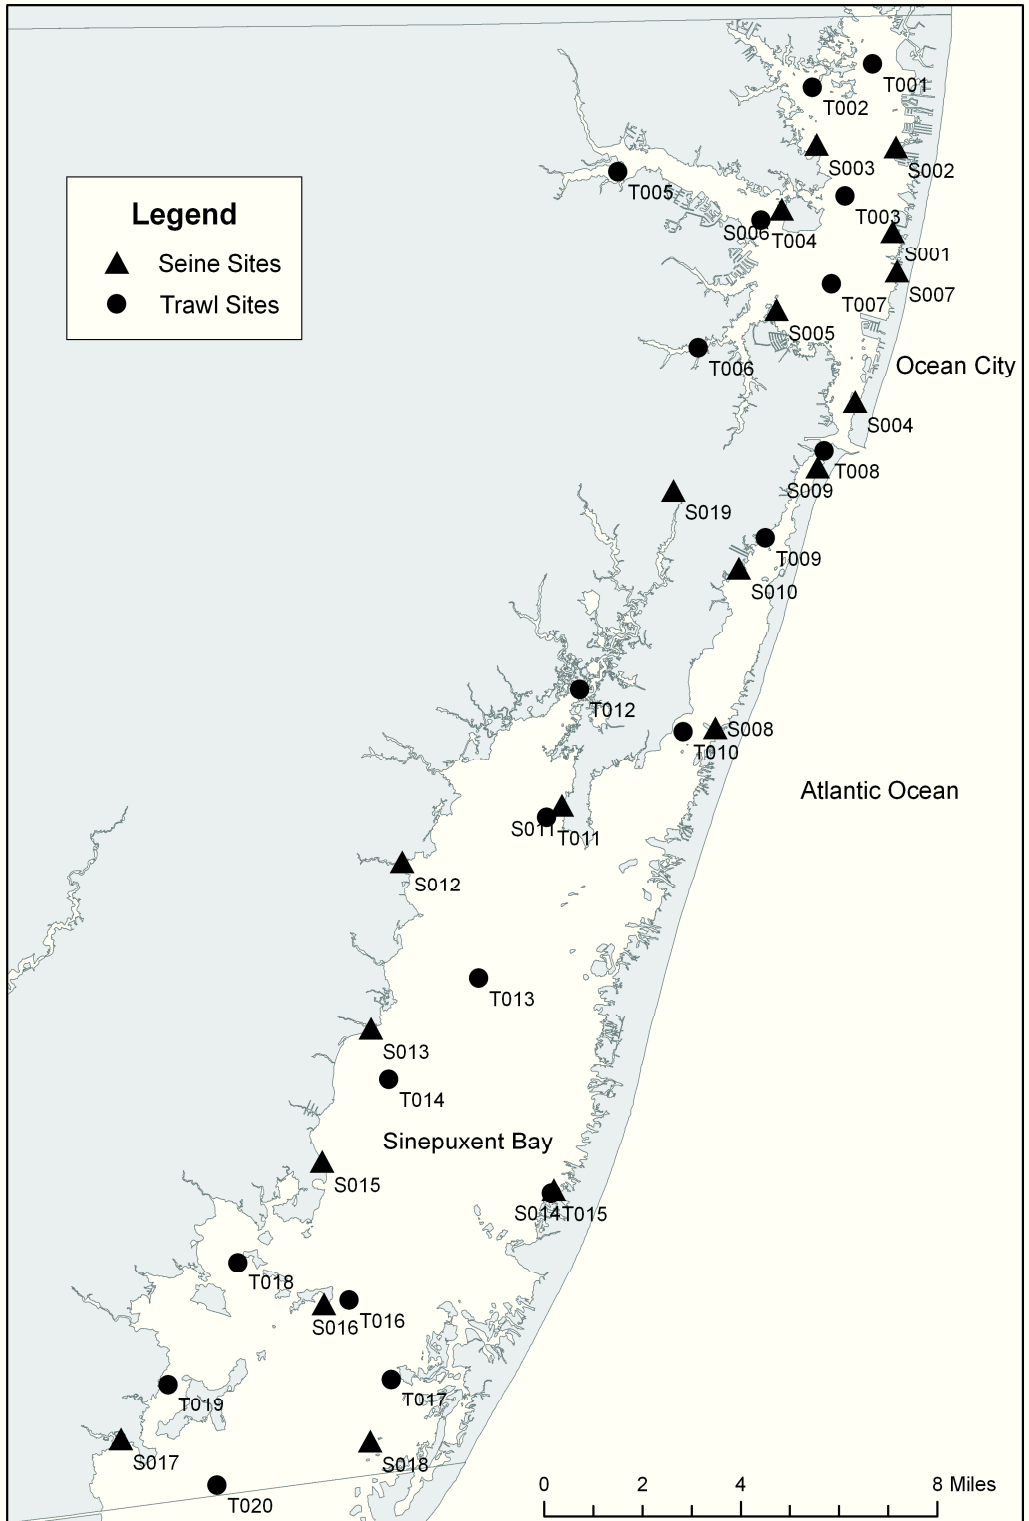 T001
T002
S003
S002
Legend
T005
T003
S006
T004
S001
Seine Sites
S007
Trawl Sites
T007
S005
T006
Ocean City
S004
T008
S009
S019
T009
S010
T012
S008
T010
Atlantic Ocean
S011
T011
S012
T013
S013
T014
Sinepuxent Bay
S015
S014
T015
T018
T016
S016
T017
T019
S017
S018
0 2 4 8 Miles
T020